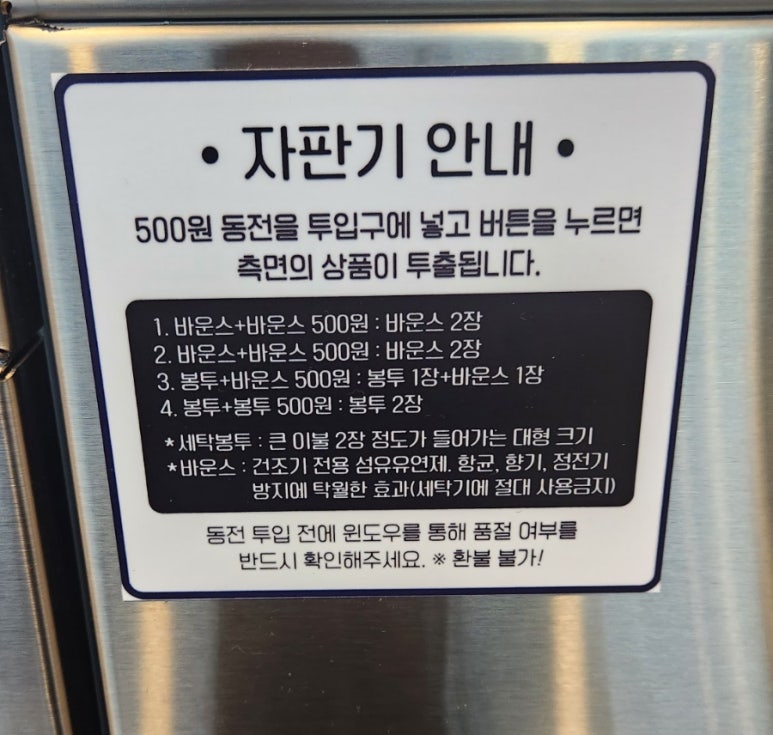 • 자판기 안내 •
500원 동전을 투입구에 넣고 버튼을 누르면
측면의 상품이 투출됩니다.
1. 바운스+바운스 500원 : 바운스 2장
2. 바운스+바운스 500원 : 바운스 2장
3. 봉투+바운스 500원 : 봉투 1장+바운스 1장
4. 봉투+봉투 500원 : 봉투 2장
*세탁봉투 : 큰 이불 2장 정도가 들어가는 대형 크기
*바운스 : 건조기 전용 섬유유연제. 항균, 향기, 정전기
방지에 탁월한 효과(세탁기에 절대 사용금지)
동전 투입 전에 윈도우를 통해 품절 여부를
반드시 확인해주세요. ※ 환불 불가!